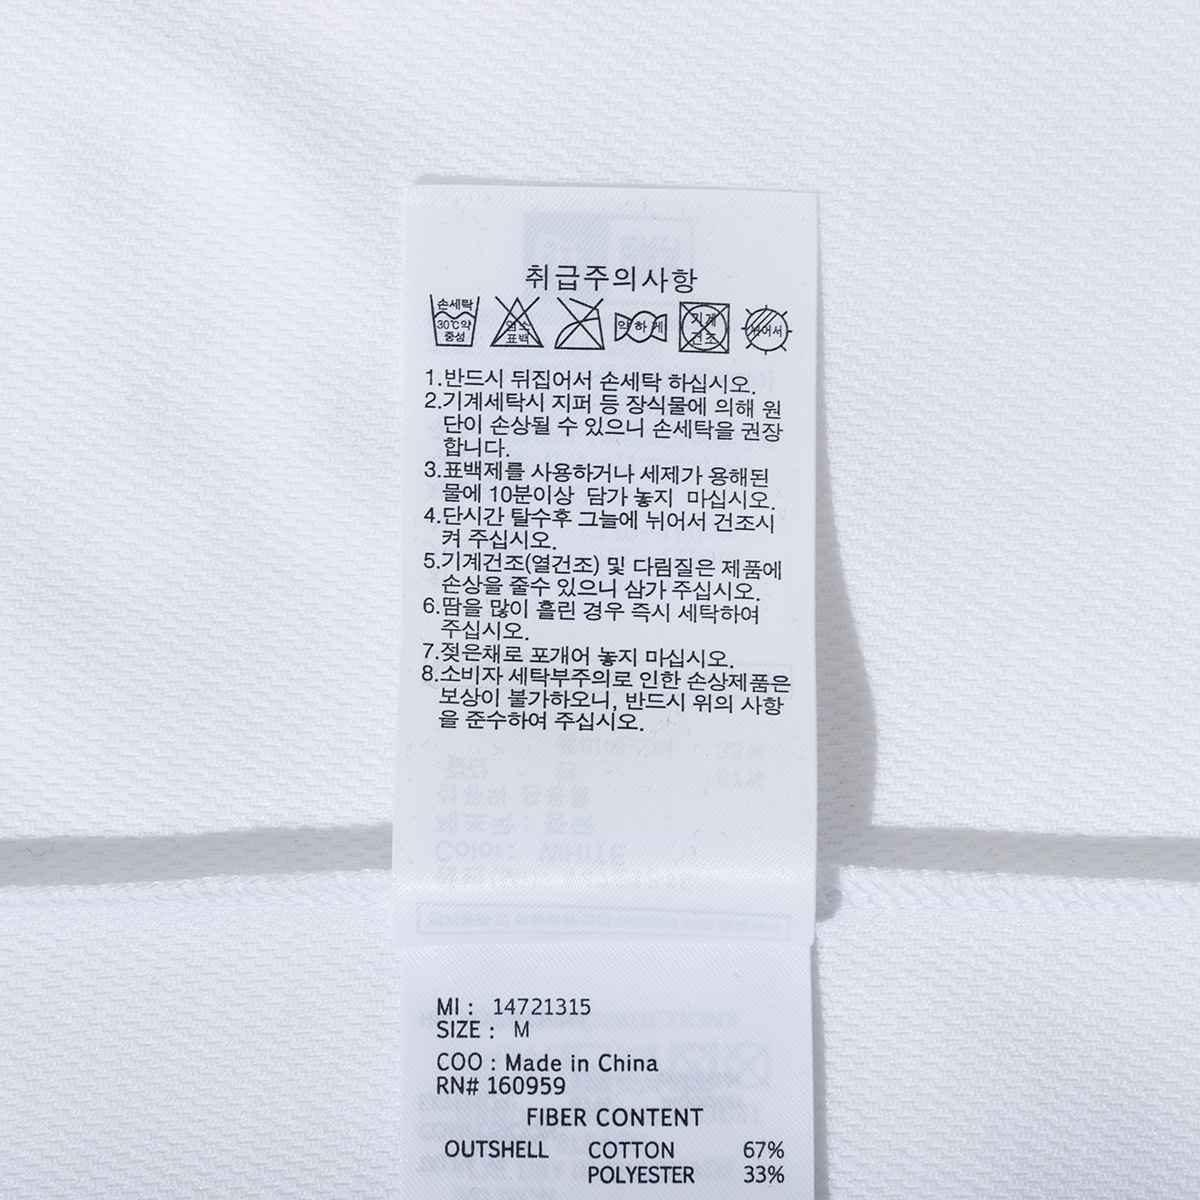 취급주의사항
손세탁 30℃약 중성 염소 표백 약하게 기계 건조 뉘어서
1.반드시 뒤집어서 손세탁 하십시오.
2.기계세탁시 지퍼 등 장식물에 의해 원
단이 손상될 수 있으니 손세탁을 권장
합니다.
3.표백제를 사용하거나 세제가 용해된
물에 10분이상 담가 놓지 마십시오.
4.단시간 탈수후 그늘에 뉘어서 건조시
켜 주십시오.
5.기계건조(열건조) 및 다림질은 제품에
손상을 줄수 있으니 삼가 주십시오.
6.땀을 많이 흘린 경우 즉시 세탁하여
주십시오.
7.젖은채로 포개어 놓지 마십시오.
8.소비자 세탁부주의로 인한 손상제품은
보상이 불가하오니, 반드시 위의 사항
을 준수하여 주십시오.
MI : 14721315
SIZE : M
COO : Made in China
RN# 160959
FIBER CONTENT
OUTSHELL COTTON 67%
POLYESTER 33%